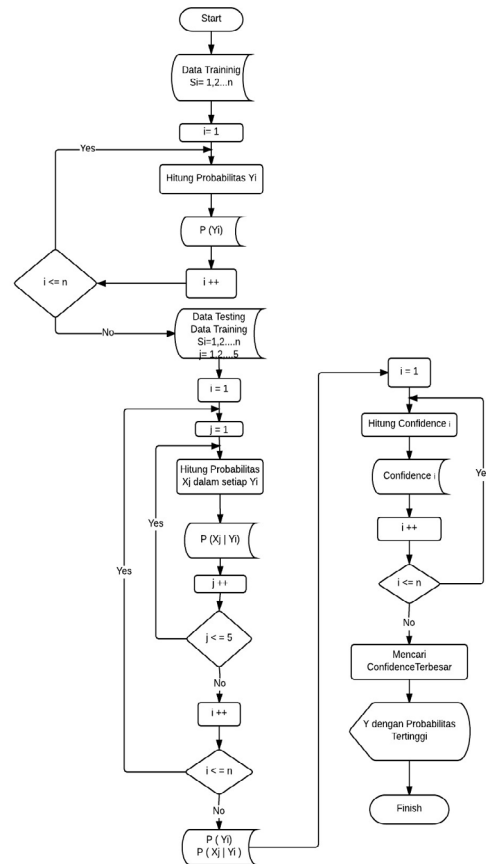 Start
Data Traininig
Si= 1,2...n
i= 1
Yes
Hitung Probabilitas Yi
P (Yi)
i ++
i <= n
No
Data Testing
Data Training
Si=1,2....n
j= 1,2....5
i = 1
j = 1
Hitung Probabilitas
Xj dalam setiap Yi
Yes
P (Xj | Yi)
Yes
j ++
j < = 5
No
i ++
i < = n
No
P ( Yi)
P ( Xj | Yi )
i = 1
Hitung Confidence i
Confidence i
Ye
i ++
i <= n
No
Mencari
ConfidenceTerbesar
Y dengan Probabilitas
Tertinggi
Finish